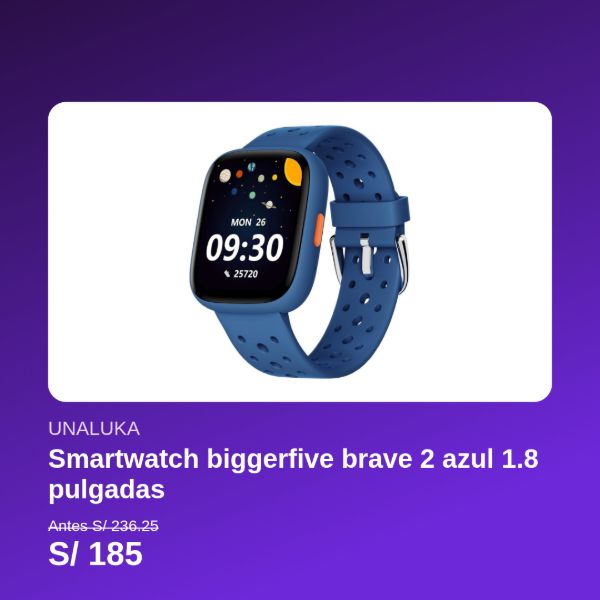 MON 26
09:30
25720
UNALUKA
Smartwatch biggerfive brave 2 azul 1.8
pulgadas
Antes S/ 236.25
S/ 185